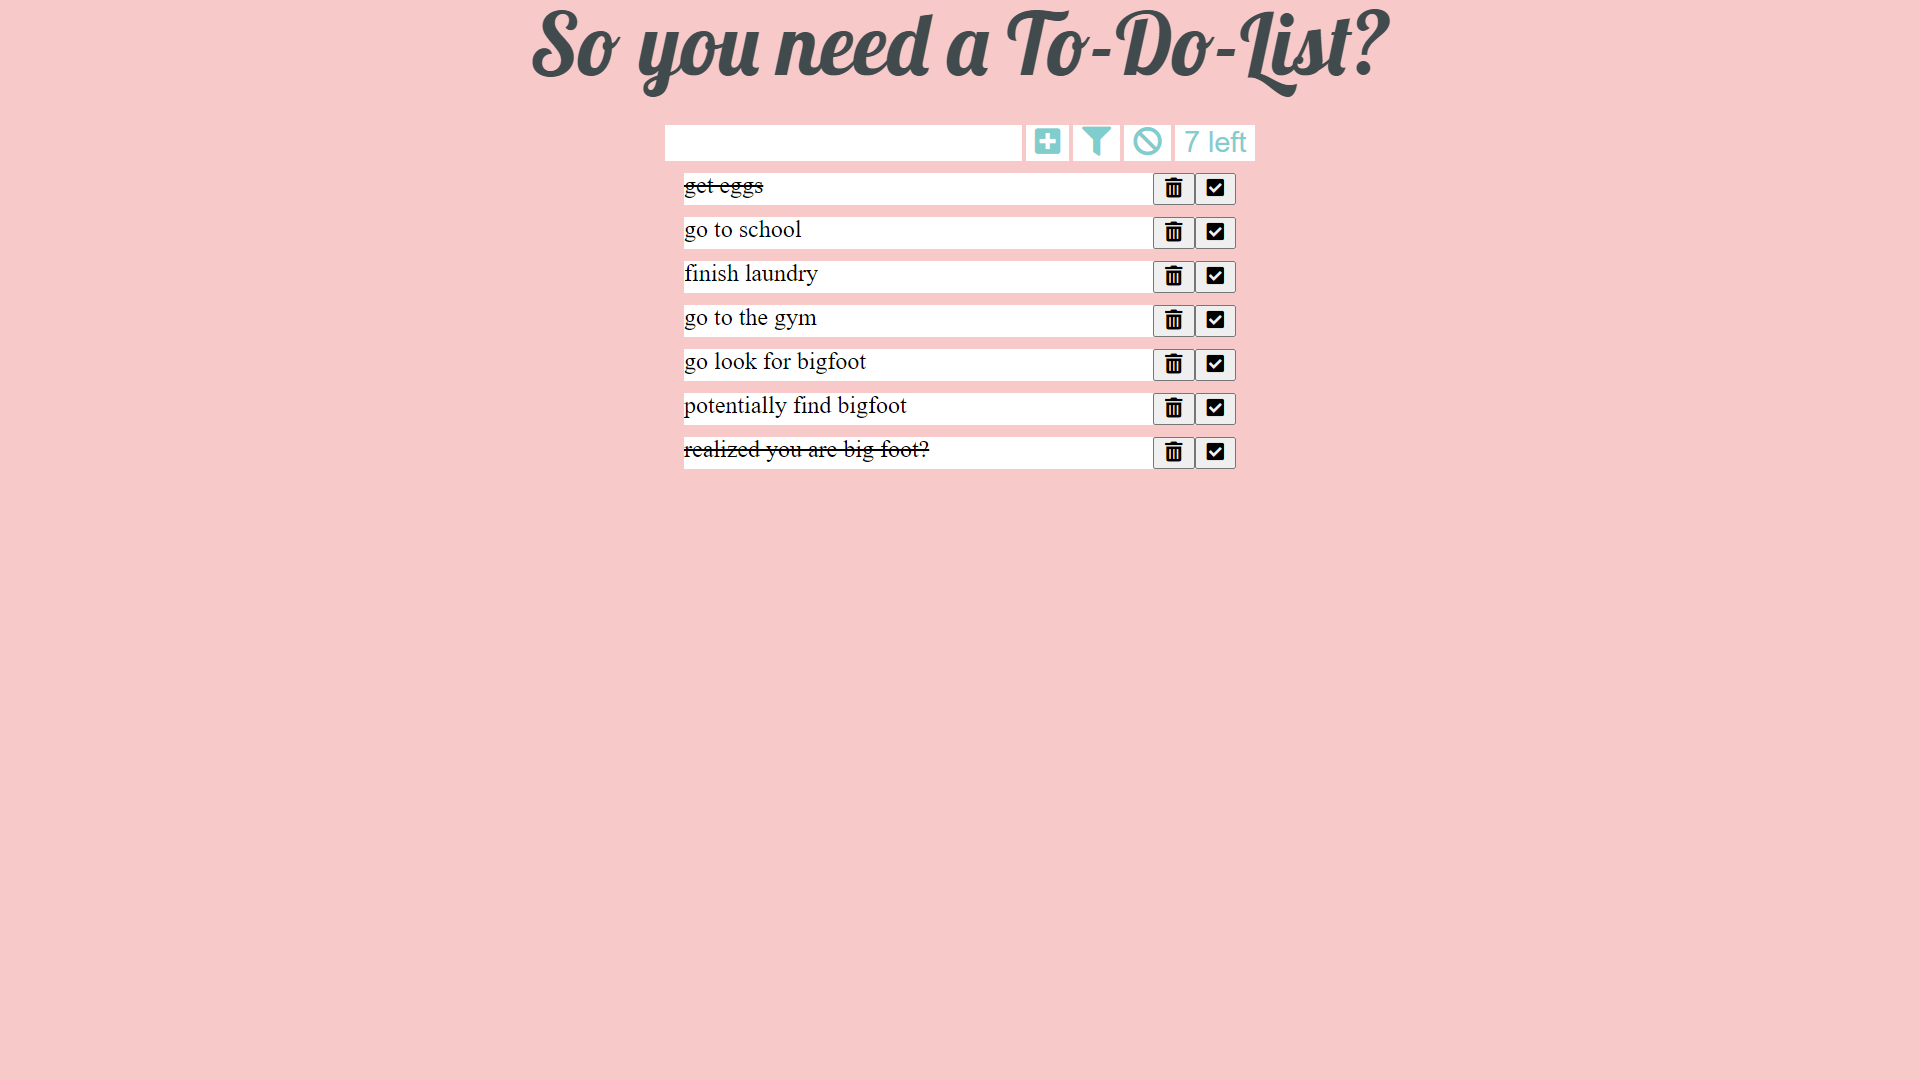 So you need a To-Do-List?
7 left
get eggs
go to school
finish laundry
go to the gym
go look for bigfoot
potentially find bigfoot
realized you are big foot?